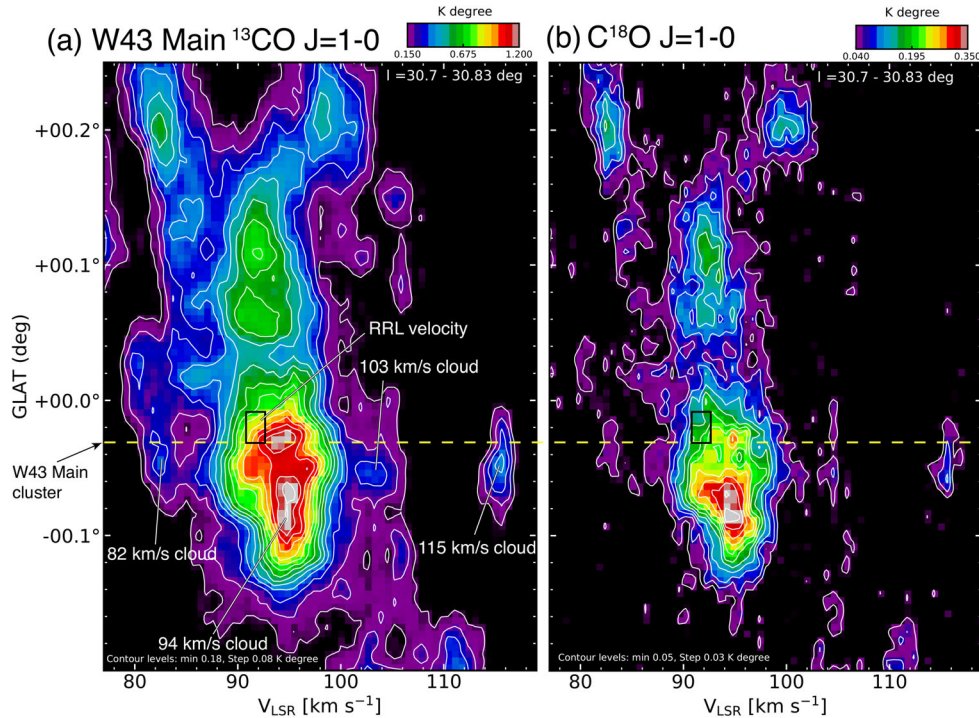 (a) W43 Main ¹³CO J=1-0
K degree
0.150 0.675 1.200
(b) C¹⁸O J=1-0
K degree
0.040 0.195 0.350
l =30.7 - 30.83 deg
l =30.7 - 30.83 deg
+00.2°
+00.1°
+00.0°
-00.1°
GLAT (deg)
RRL velocity
103 km/s cloud
W43 Main
cluster
82 km/s cloud
115 km/s cloud
94 km/s cloud
Contour levels: min 0.18, Step 0.08 K degree
Contour levels: min 0.05, Step 0.03 K degree
80 90 100 110
80 90 100 110
V_LSR [km s⁻¹]
V_LSR [km s⁻¹]